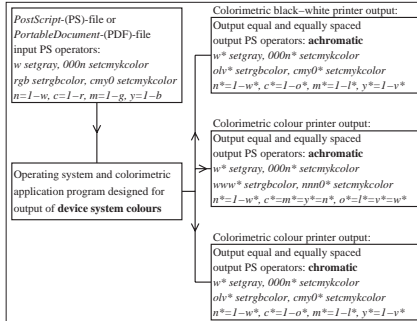 PostScript-(PS)-file or
PortableDocument-(PDF)-file
input PS operators:
w setgray, 000n setcmykcolor
rgb setrgbcolor, cmy0 setcmykcolor
n=1–w, c=1–r, m=1–g, y=1–b
Operating system and colorimetric
application program designed for
output of device system colours
Colorimetric black–white printer output:
Output equal and equally spaced
output PS operators: achromatic
w* setgray, 000n* setcmykcolor
olv* setrgbcolor, cmy0* setcmykcolor
n*=1–w*, c*=1–o*, m*=1–l*, y*=1–v*
Colorimetric colour printer output:
Output equal and equally spaced
output PS operators: achromatic
w* setgray, 000n* setcmykcolor
www* setrgbcolor, nnn0* setcmykcolor
n*=1–w*, c*=m*=y*=n*, o*=l*=v*=w*
Colorimetric colour printer output:
Output equal and equally spaced
output PS operators: chromatic
w* setgray, 000n* setcmykcolor
olv* setrgbcolor, cmy0* setcmykcolor
n*=1–w*, c*=1–o*, m*=1–l*, y*=1–v*